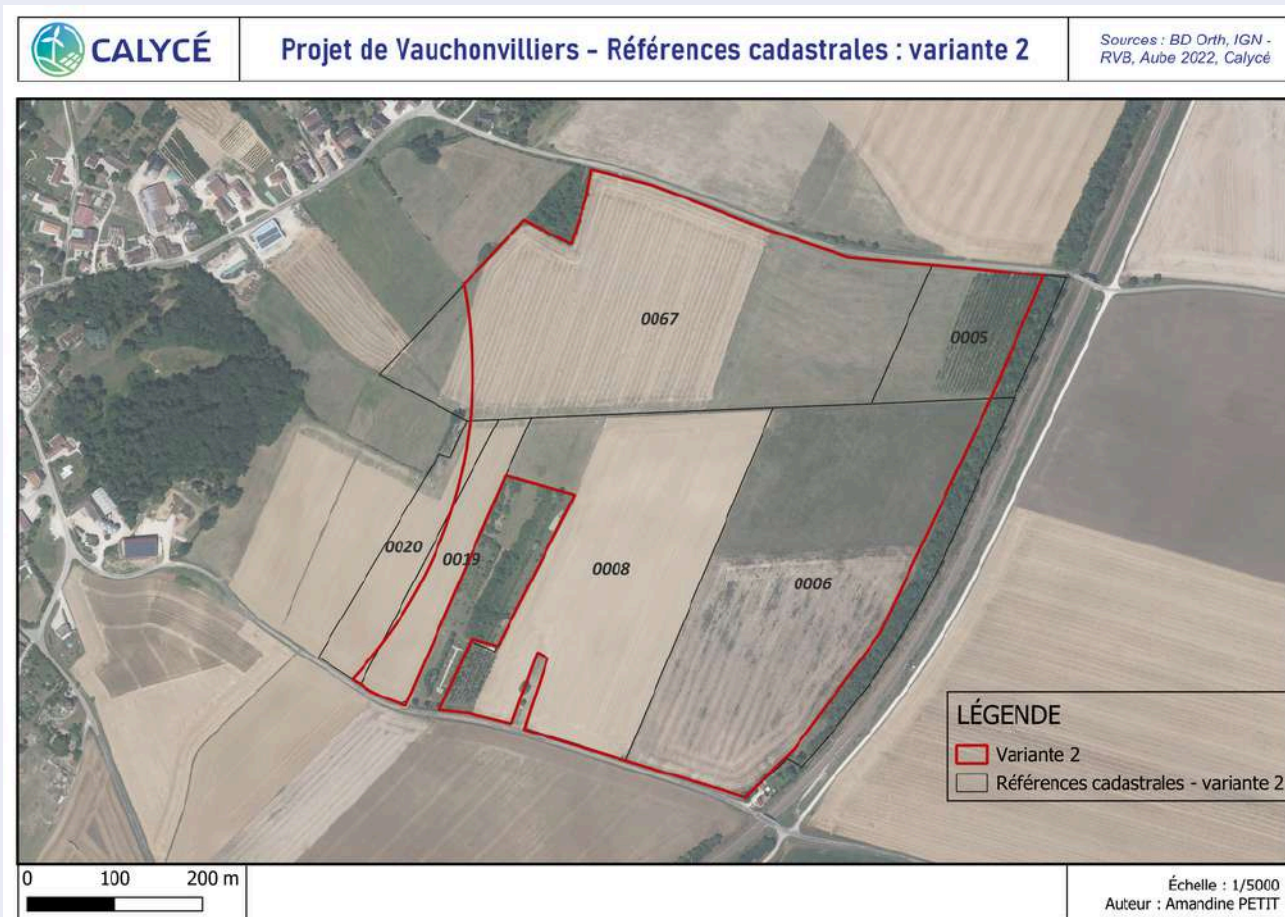 CALYCÉ
Projet de Vauchonvilliers - Références cadastrales : variante 2
Sources : BD Orth, IGN -
RVB, Aube 2022, Calycé
0067
0005
0020
0019
0008
0006
LÉGENDE
Variante 2
Références cadastrales - variante 2
0 100 200 m
Échelle : 1/5000
Auteur : Amandine PETIT